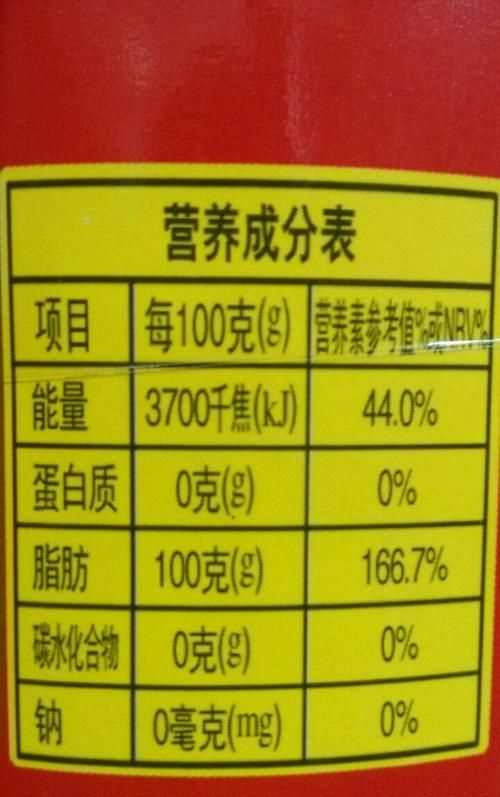 营养成分表
项目 每100克(g) 营养素参考值%或NRV%
能量 3700千焦(kJ) 44.0%
蛋白质 0克(g) 0%
脂肪 100克(g) 166.7%
碳水化合物 0克(g) 0%
钠 0毫克(mg) 0%